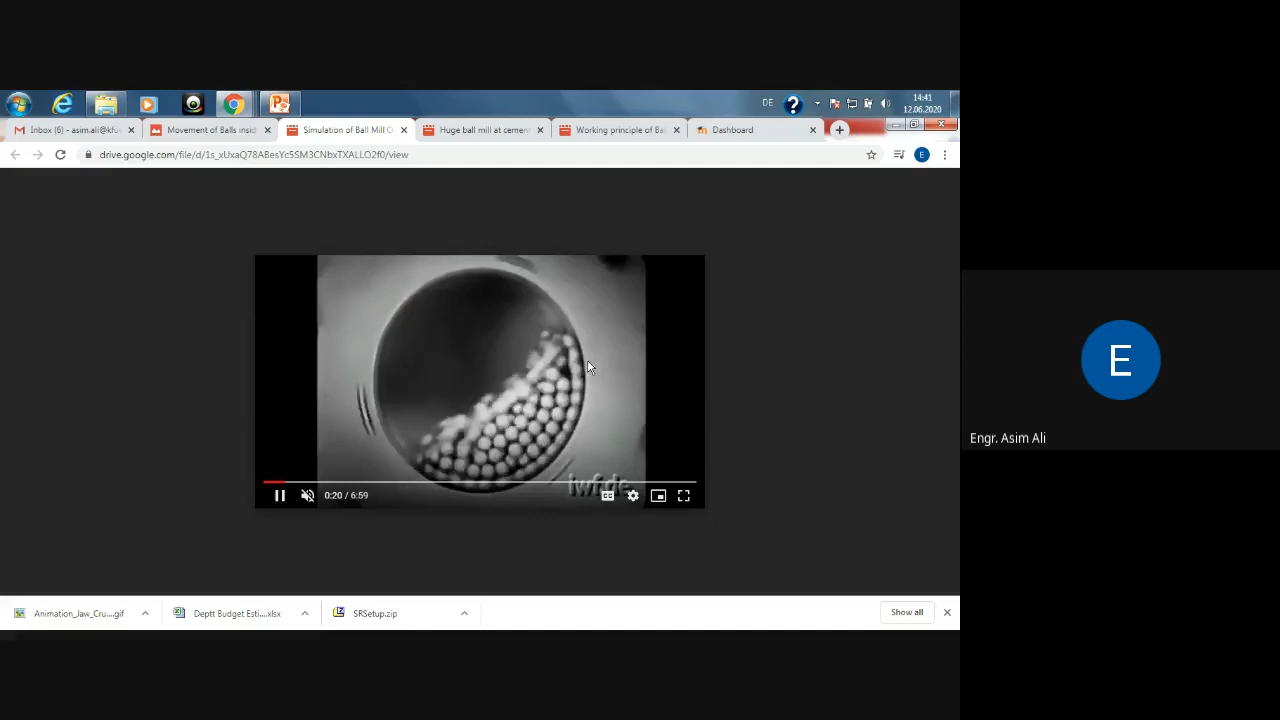 DE
14:41
12.06.2020
Inbox (6) - asim.ali@kfu
Movement of Balls insid
Simulation of Ball Mill O
Huge ball mill at cemen
Working principle of Bal
Dashboard
drive.google.com/file/d/1s_xUxaQ78ABesYc5SM3CNbxTXALLO2f0/view
E
iwf.de
0:20 / 6:59
CC
E
Engr. Asim Ali
Animation_Jaw_Cru....gif
Deptt Budget Esti....xlsx
SRSetup.zip
Show all